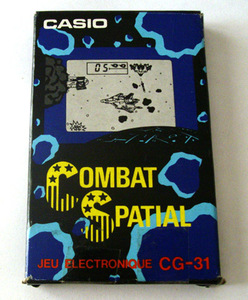 CASIO
05:00
COMBAT
SPATIAL
JEU ELECTRONIQUE CG-31